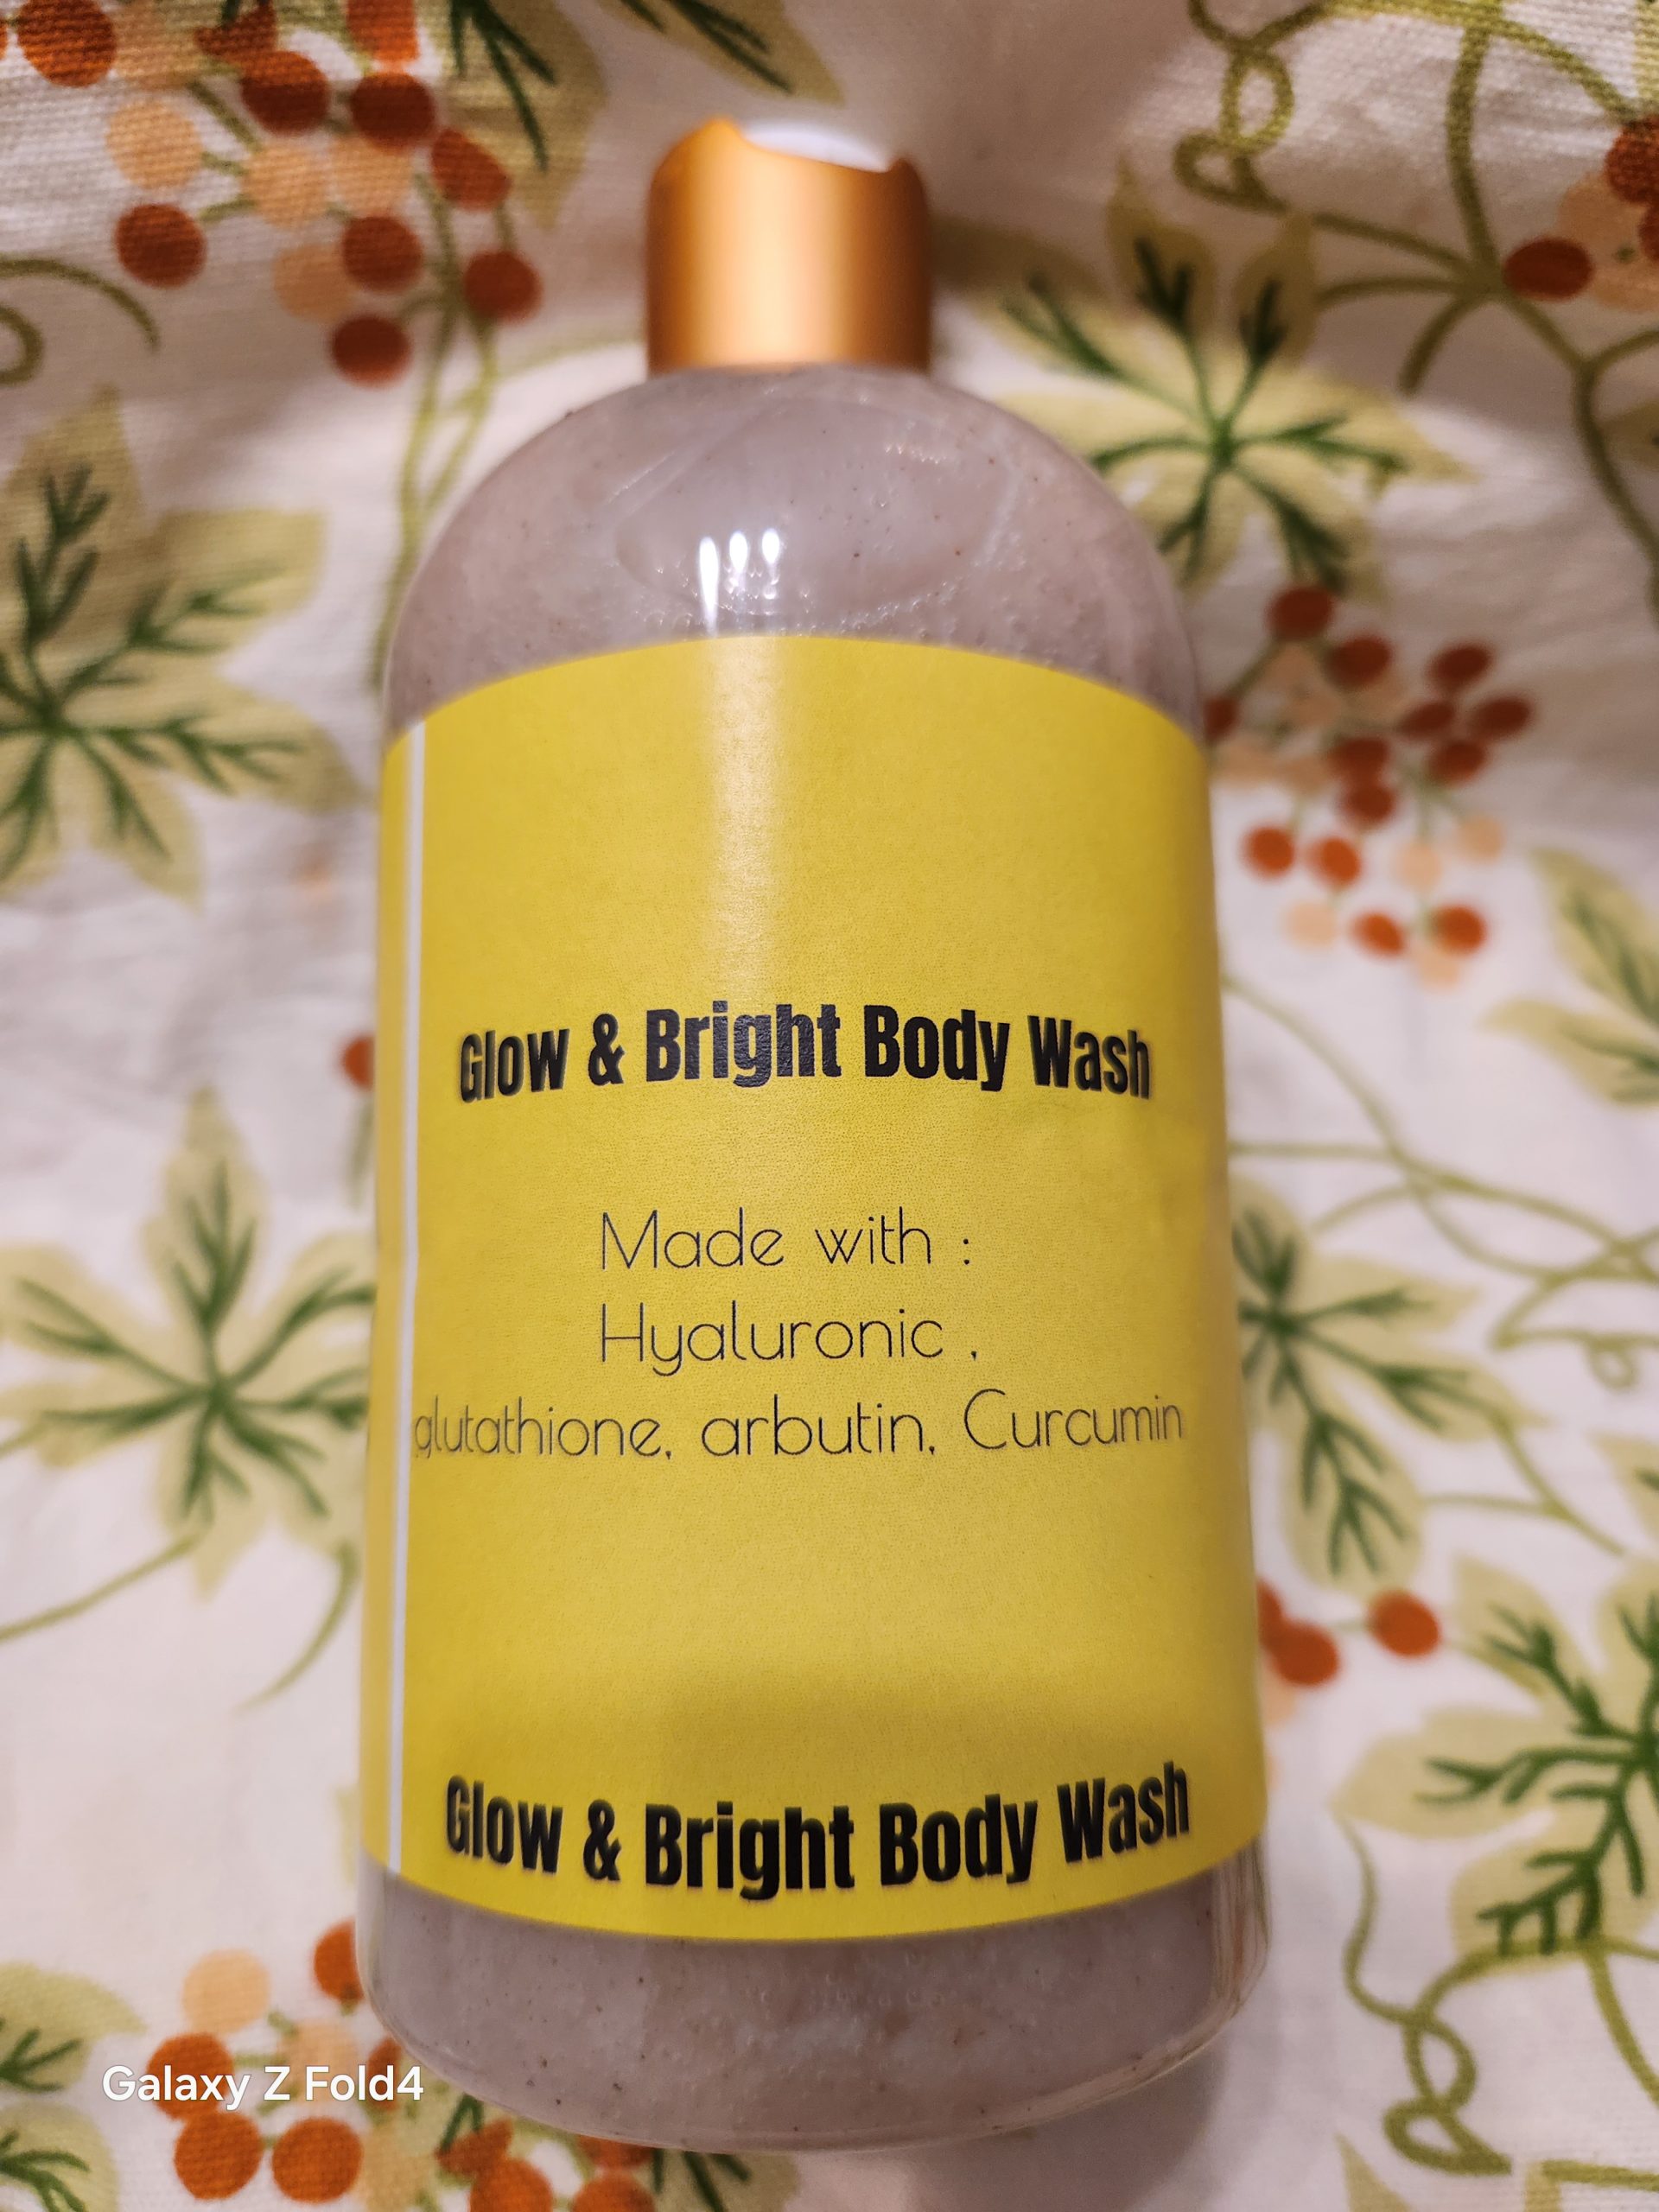 Glow & Bright Body Wash
Made with :
Hyaluronic ,
glutathione, arbutin, Curcumin
Glow & Bright Body Wash
Galaxy Z Fold4